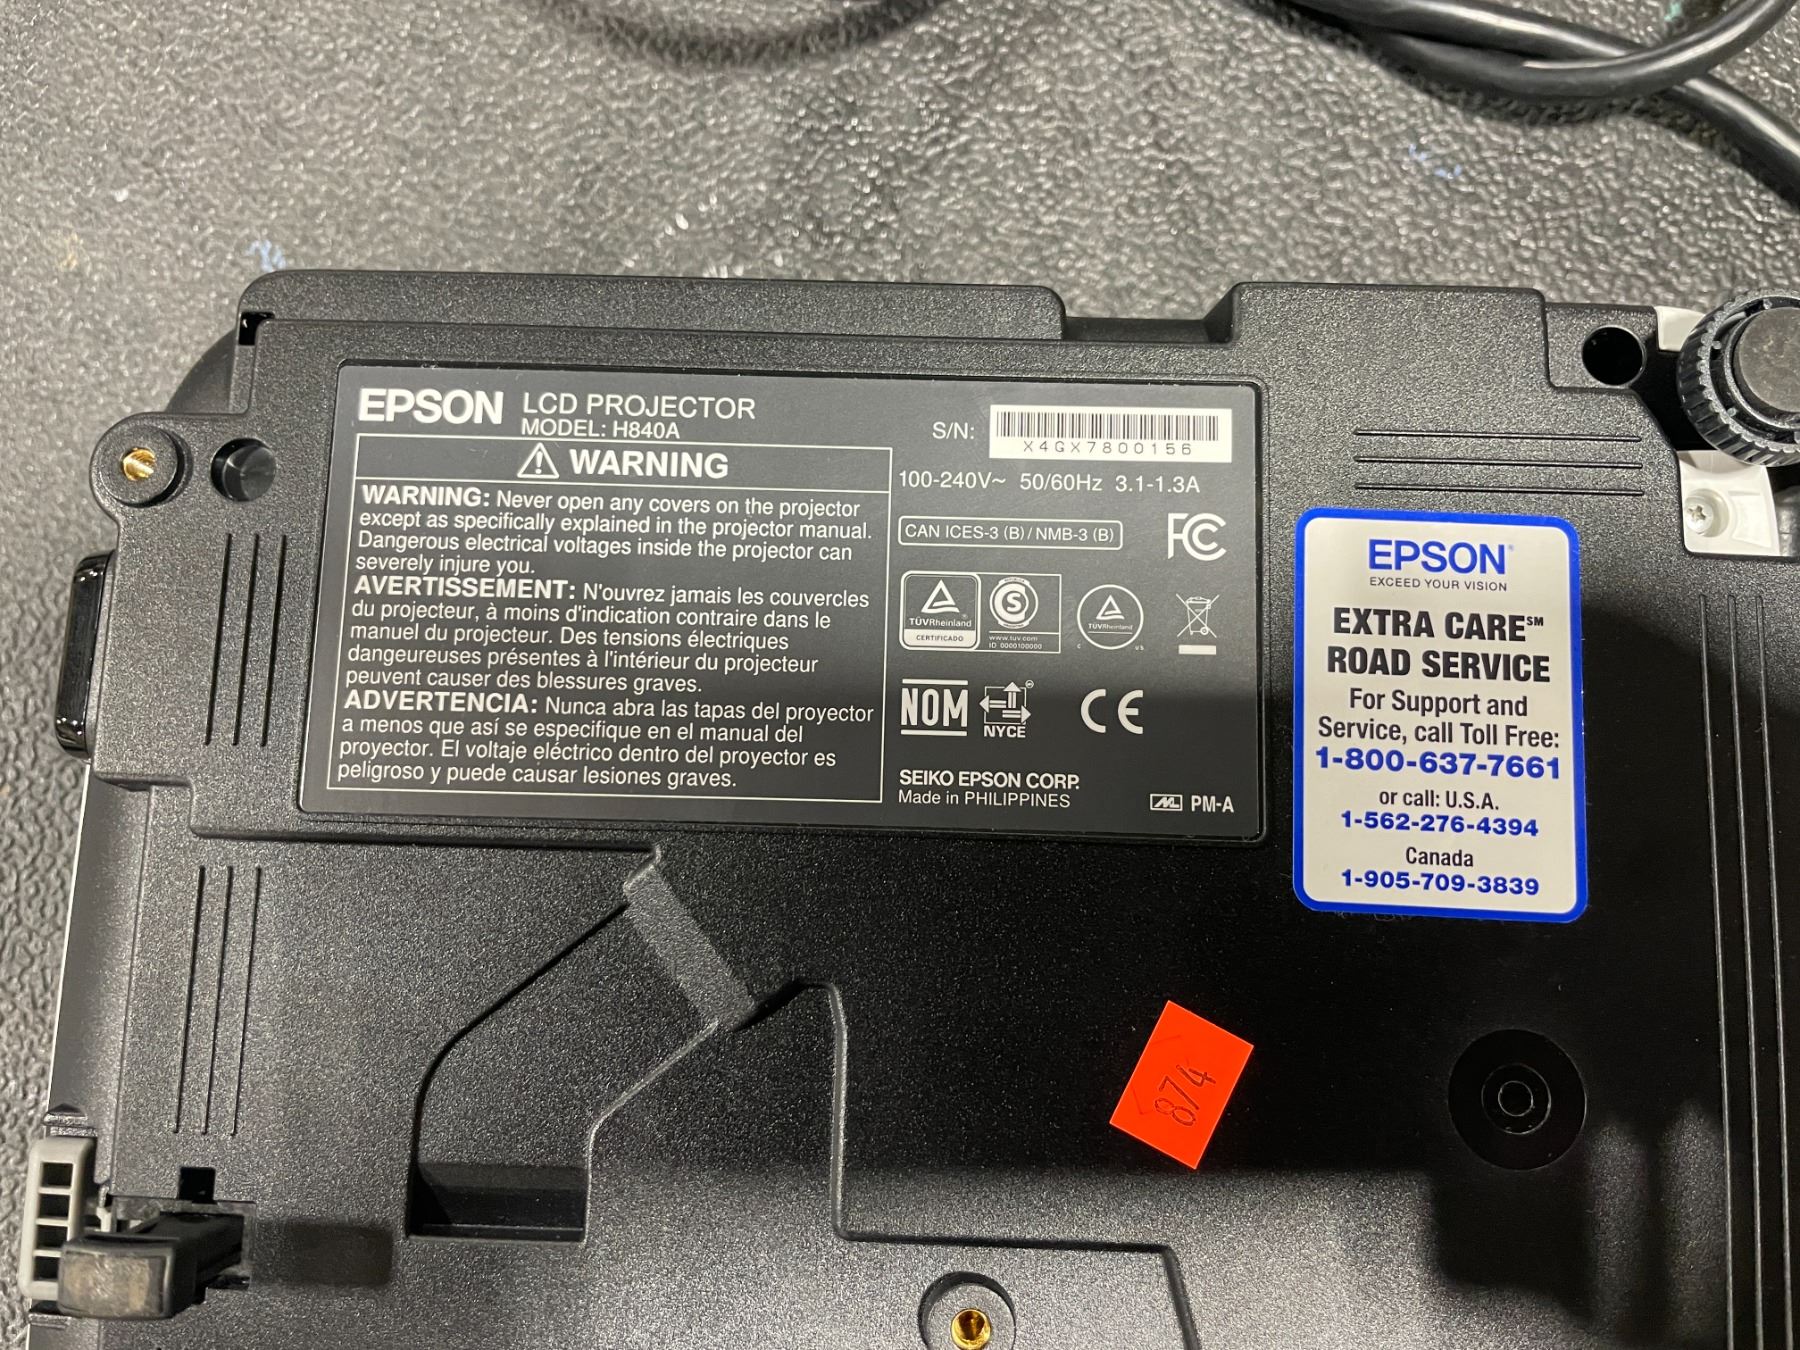 EPSON LCD PROJECTOR
MODEL: H840A
WARNING
WARNING: Never open any covers on the projector
except as specifically explained in the projector manual.
Dangerous electrical voltages inside the projector can
severely injure you.
AVERTISSEMENT: N'ouvrez jamais les couvercles
du projecteur, à moins d'indication contraire dans le
manuel du projecteur. Des tensions électriques
dangeureuses présentes à l'intérieur du projecteur
peuvent causer des blessures graves.
ADVERTENCIA: Nunca abra las tapas del proyector
a menos que así se especifique en el manual del
proyector. El voltaje eléctrico dentro del proyector es
peligroso y puede causar lesiones graves.
S/N:
X4GX7800156
100-240V~ 50/60Hz 3.1-1.3A
CAN ICES-3 (B) / NMB-3 (B)
FC
TÜVRheinland
CERTIFICADO
S
www.tuv.com
ID 0000100000
TÜVRheinland
C US
NOM
NYCE
CE
SEIKO EPSON CORP.
Made in PHILIPPINES
PM-A
EPSON
EXCEED YOUR VISION
EXTRA CARE℠
ROAD SERVICE
For Support and
Service, call Toll Free:
1-800-637-7661
or call: U.S.A.
1-562-276-4394
Canada
1-905-709-3839
874